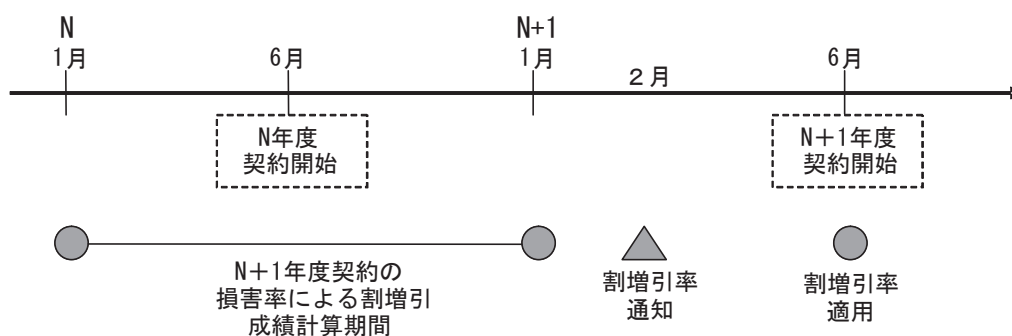 N
1月
6月
N+1
1月
２月
6月
N年度
契約開始
N＋1年度
契約開始
N＋1年度契約の
損害率による割増引
成績計算期間
割増引率
通知
割増引率
適用